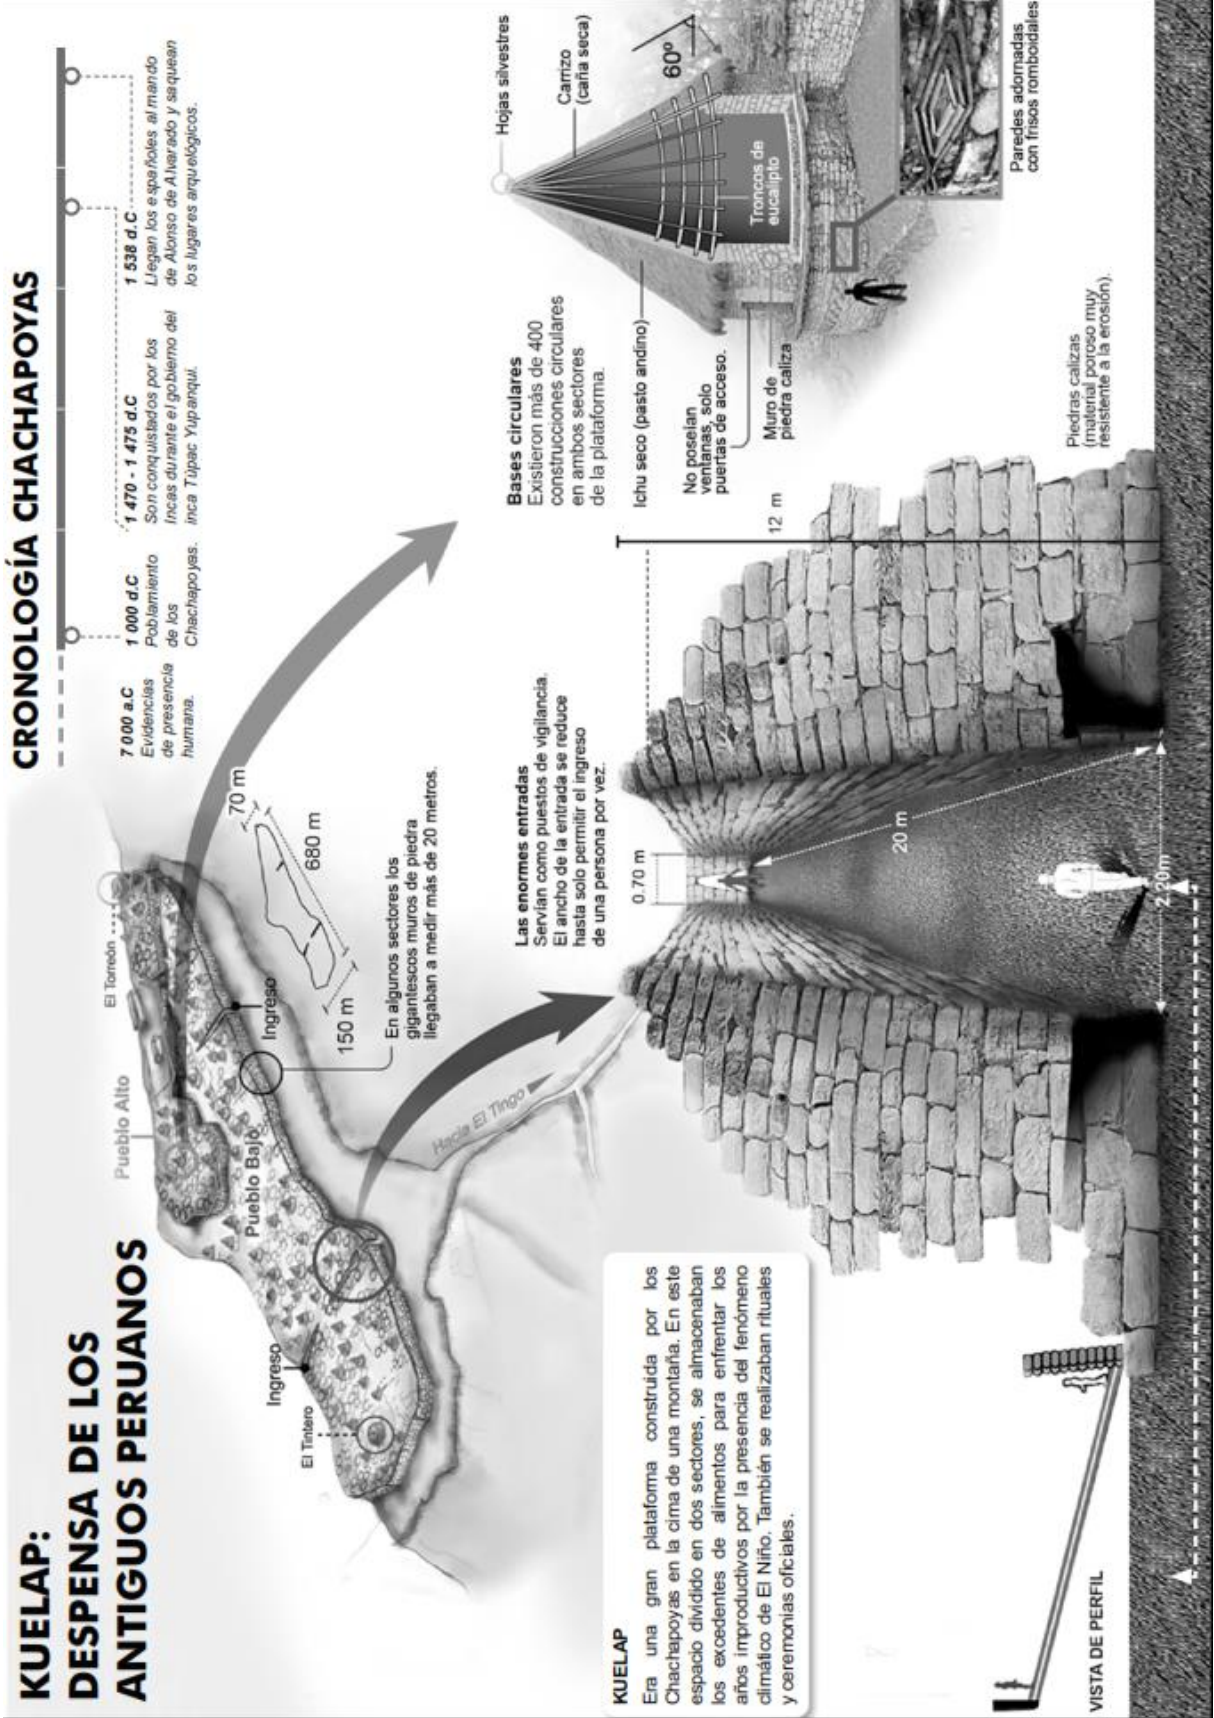 KUELAP:
DESPENSA DE LOS
ANTIGUOS PERUANOS
CRONOLOGÍA CHACHAPOYAS
7 000 a.C
Evidencias
de presencia
humana.
1 000 d.C
Poblamiento
de los
Chachapoyas.
1 470 - 1 475 d.C
Son conquistados por los
Incas durante el gobierno del
inca Túpac Yupanqui.
1 538 d.C
Llegan los españoles al mando
de Alonso de Alvarado y saquean
los lugares arquelógicos.
El Torreón
Pueblo Alto
Pueblo Bajo
Ingreso
Ingreso
El Tintero
70 m
680 m
150 m
En algunos sectores los
gigantescos muros de piedra
llegaban a medir más de 20 metros.
Hacia El Tingo
Bases circulares
Existieron más de 400
construcciones circulares
en ambos sectores
de la plataforma.
Hojas silvestres
Carrizo
(caña seca)
60º
Ichu seco (pasto andino)
Troncos de
eucalipto
No poseían
ventanas, solo
puertas de acceso.
Muro de
piedra caliza
Paredes adornadas
con frisos romboidales
Las enormes entradas
Servían como puestos de vigilancia.
El ancho de la entrada se reduce
hasta solo permitir el ingreso
de una persona por vez.
0.70 m
20 m
2.20m
12 m
Piedras calizas
(material poroso muy
resistente a la erosión).
KUELAP
Era una gran plataforma construida por los
Chachapoyas en la cima de una montaña. En este
espacio dividido en dos sectores, se almacenaban
los excedentes de alimentos para enfrentar los
años improductivos por la presencia del fenómeno
climático de El Niño. También se realizaban rituales
y ceremonias oficiales.
VISTA DE PERFIL